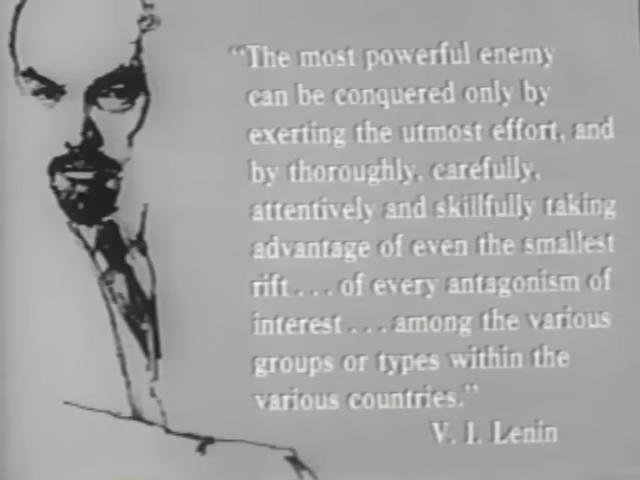 “The most powerful enemy
can be conquered only by
exerting the utmost effort, and
by thoroughly, carefully,
attentively and skillfully taking
advantage of even the smallest
rift....of every antagonism of
interest...among the various
groups or types within the
various countries.”
V. I. Lenin